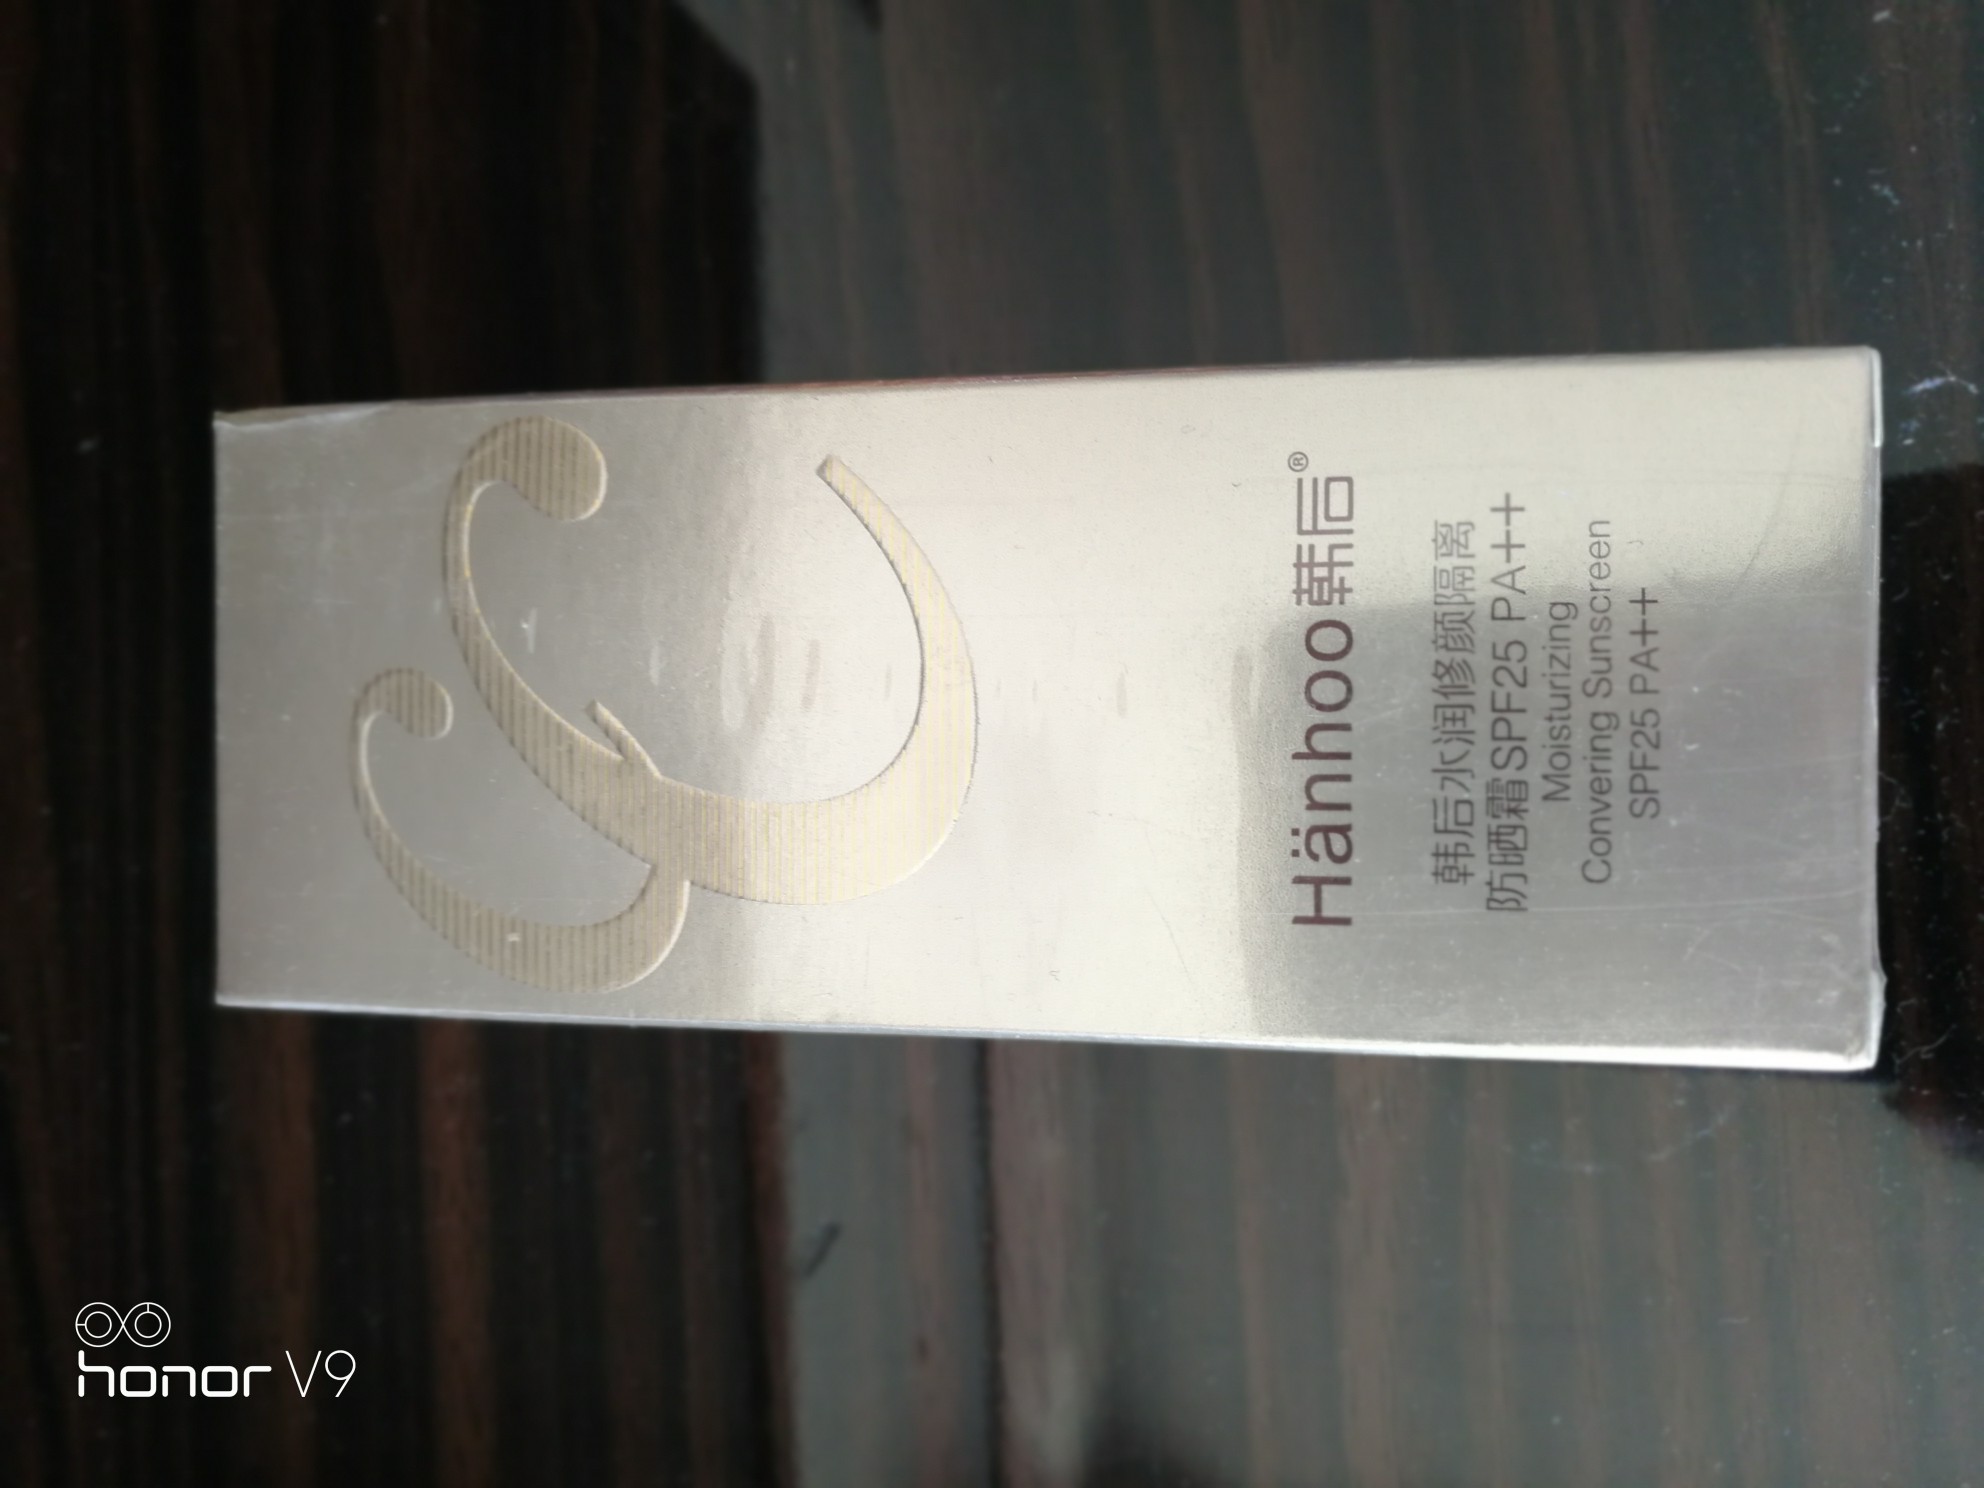 Hänhoo韩后®
韩后水润修颜隔离
防晒霜SPF25 PA++
Moisturizing
Convering Sunscreen
SPF25 PA++
honor V9